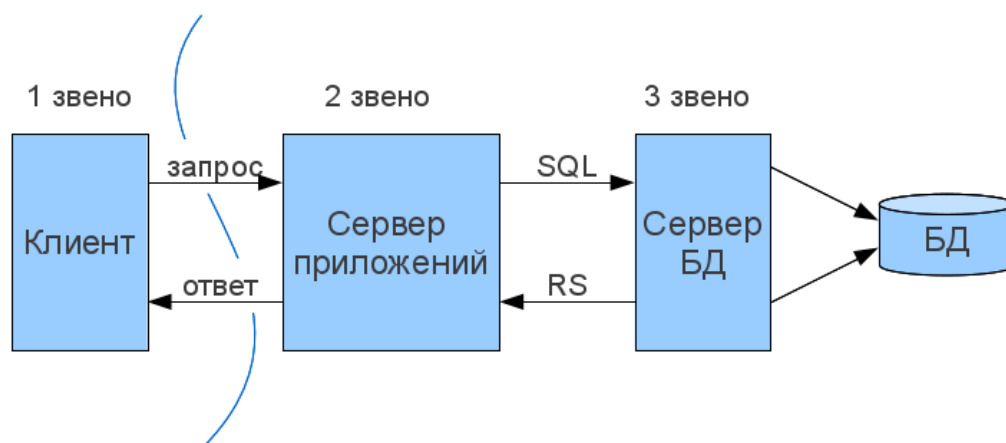 1 звено
2 звено
3 звено
запрос
SQL
Клиент
Сервер
приложений
Сервер
БД
БД
ответ
RS